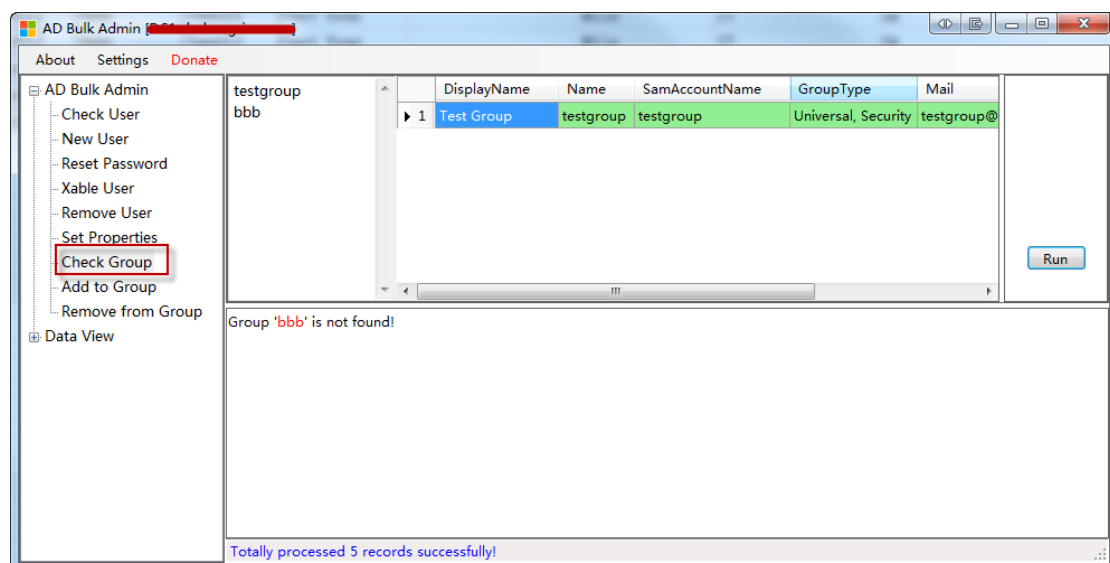 AD Bulk Admin
About Settings Donate
AD Bulk Admin
Check User
New User
Reset Password
Xable User
Remove User
Set Properties
Check Group
Add to Group
Remove from Group
Data View
testgroup
bbb
DisplayName Name SamAccountName GroupType Mail
1 Test Group testgroup testgroup Universal, Security testgroup@
Run
Group 'bbb' is not found!
Totally processed 5 records successfully!